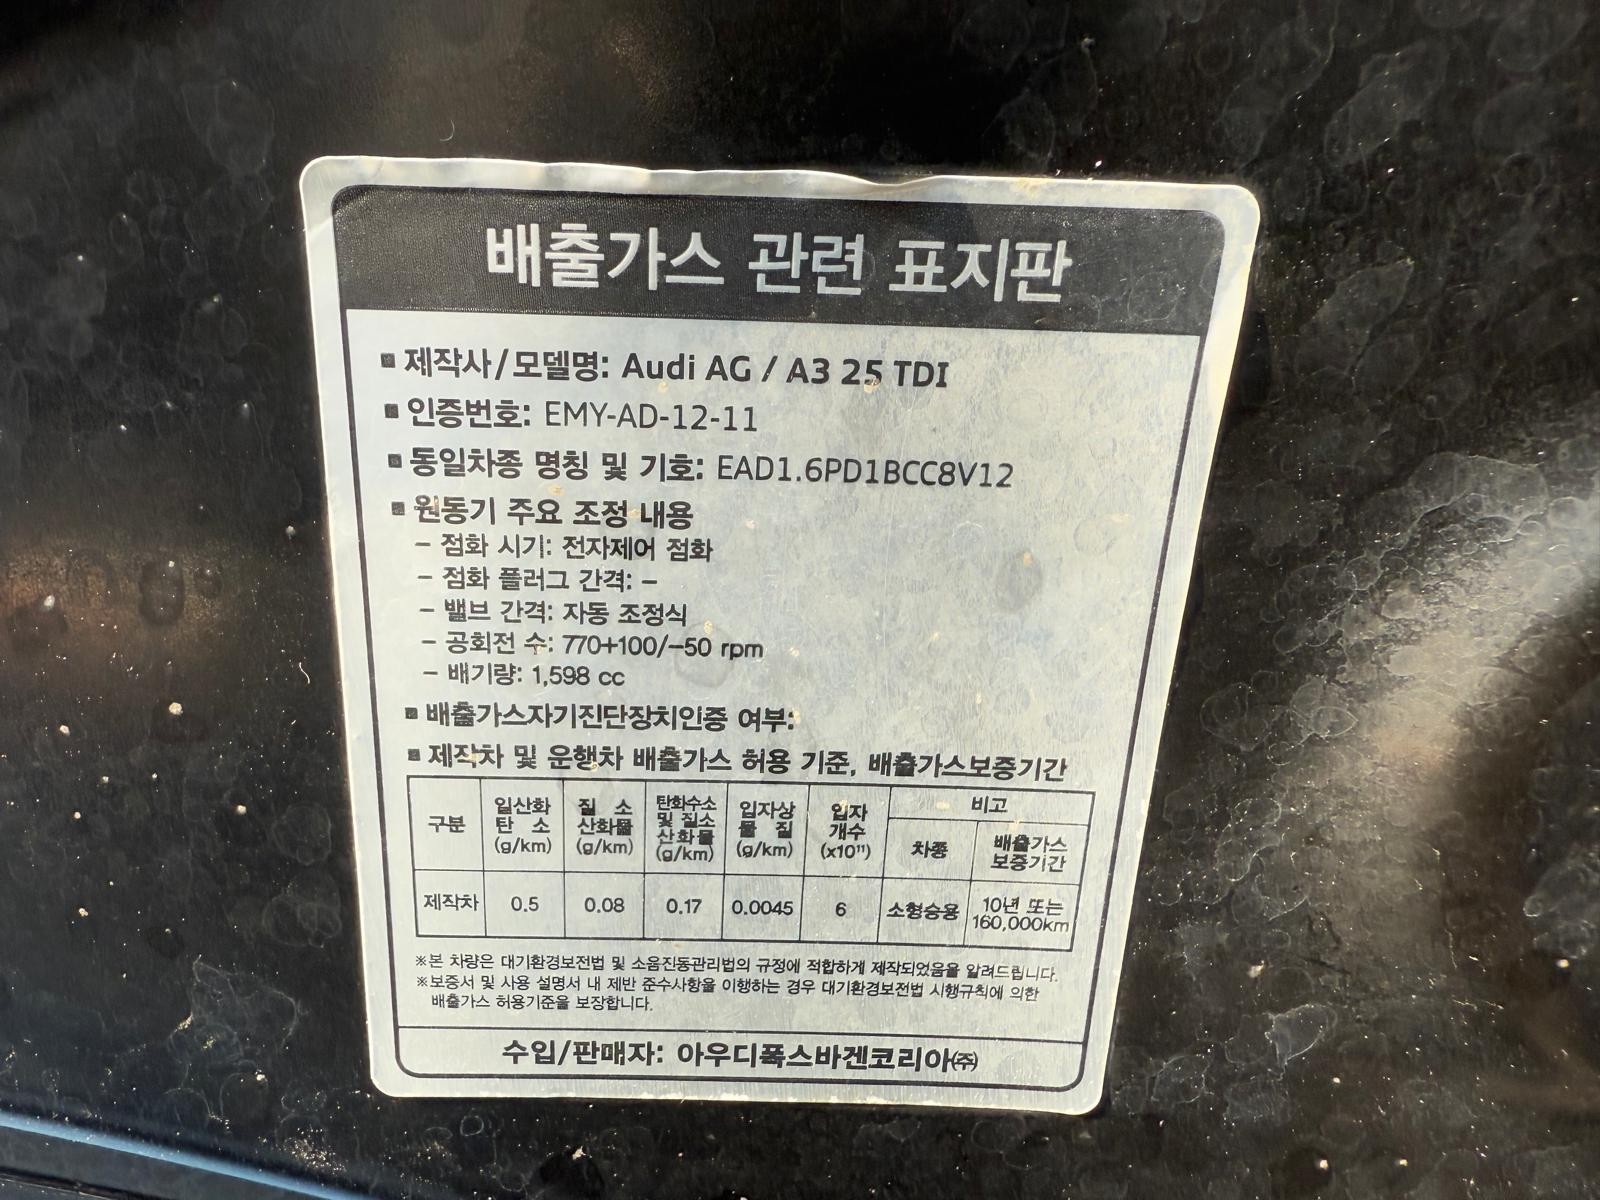 배출가스 관련 표지판
▪ 제작사/모델명: Audi AG / A3 25 TDI
▪ 인증번호: EMY-AD-12-11
▪ 동일차종 명칭 및 기호: EAD1.6PD1BCC8V12
▪ 원동기 주요 조정 내용
– 점화 시기: 전자제어 점화
– 점화 플러그 간격: –
– 밸브 간격: 자동 조정식
– 공회전 수: 770+100/–50 rpm
– 배기량: 1,598 cc
▪ 배출가스자기진단장치인증 여부:
▪ 제작차 및 운행차 배출가스 허용 기준, 배출가스보증기간
구분 일산화 탄 소 (g/km) 질 소 산화물 (g/km) 탄화수소 및 질소 산화물 (g/km) 입자상 물 질 (g/km) 입자 개수 (x10¹¹) 비고
차종 배출가스 보증기간
제작차 0.5 0.08 0.17 0.0045 6 소형승용 10년 또는 160,000km
※본 차량은 대기환경보전법 및 소음진동관리법의 규정에 적합하게 제작되었음을 알려드립니다.
※보증서 및 사용 설명서 내 제반 준수사항을 이행하는 경우 대기환경보전법 시행규칙에 의한
배출가스 허용기준을 보장합니다.
수입/판매자: 아우디폭스바겐코리아㈜